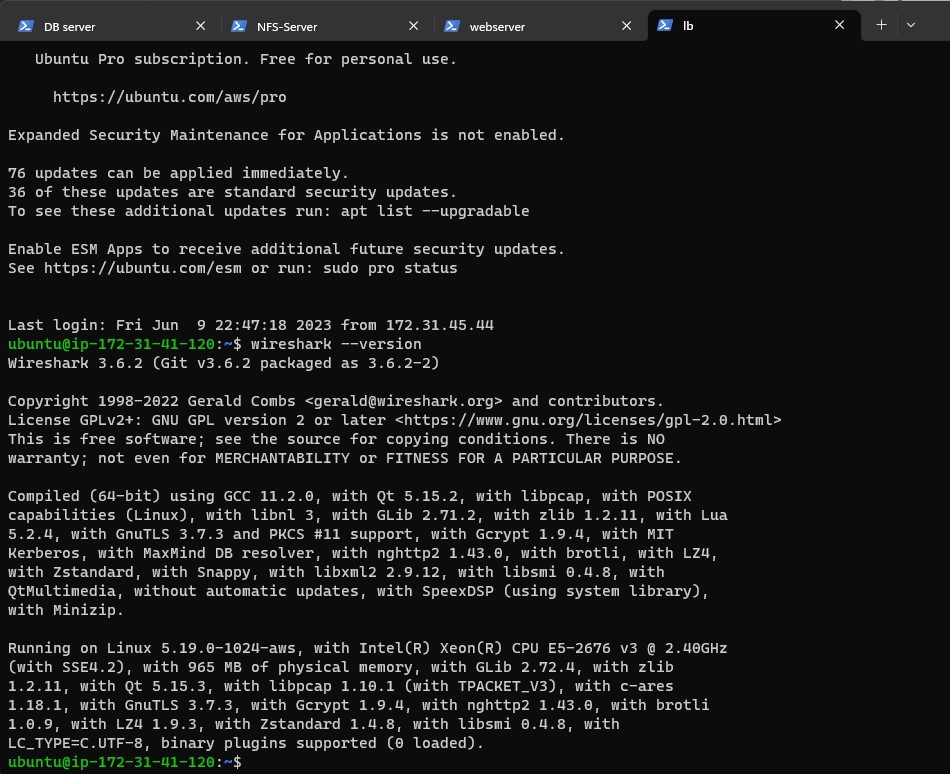 DB server
NFS-Server
webserver
lb
Ubuntu Pro subscription. Free for personal use.
https://ubuntu.com/aws/pro
Expanded Security Maintenance for Applications is not enabled.
76 updates can be applied immediately.
36 of these updates are standard security updates.
To see these additional updates run: apt list --upgradable
Enable ESM Apps to receive additional future security updates.
See https://ubuntu.com/esm or run: sudo pro status
Last login: Fri Jun  9 22:47:18 2023 from 172.31.45.44
ubuntu@ip-172-31-41-120:~$ wireshark --version
Wireshark 3.6.2 (Git v3.6.2 packaged as 3.6.2-2)
Copyright 1998-2022 Gerald Combs <gerald@wireshark.org> and contributors.
License GPLv2+: GNU GPL version 2 or later <https://www.gnu.org/licenses/gpl-2.0.html>
This is free software; see the source for copying conditions. There is NO
warranty; not even for MERCHANTABILITY or FITNESS FOR A PARTICULAR PURPOSE.
Compiled (64-bit) using GCC 11.2.0, with Qt 5.15.2, with libpcap, with POSIX
capabilities (Linux), with libnl 3, with GLib 2.71.2, with zlib 1.2.11, with Lua
5.2.4, with GnuTLS 3.7.3 and PKCS #11 support, with Gcrypt 1.9.4, with MIT
Kerberos, with MaxMind DB resolver, with nghttp2 1.43.0, with brotli, with LZ4,
with Zstandard, with Snappy, with libxml2 2.9.12, with libsmi 0.4.8, with
QtMultimedia, without automatic updates, with SpeexDSP (using system library),
with Minizip.
Running on Linux 5.19.0-1024-aws, with Intel(R) Xeon(R) CPU E5-2676 v3 @ 2.40GHz
(with SSE4.2), with 965 MB of physical memory, with GLib 2.72.4, with zlib
1.2.11, with Qt 5.15.3, with libpcap 1.10.1 (with TPACKET_V3), with c-ares
1.18.1, with GnuTLS 3.7.3, with Gcrypt 1.9.4, with nghttp2 1.43.0, with brotli
1.0.9, with LZ4 1.9.3, with Zstandard 1.4.8, with libsmi 0.4.8, with
LC_TYPE=C.UTF-8, binary plugins supported (0 loaded).
ubuntu@ip-172-31-41-120:~$